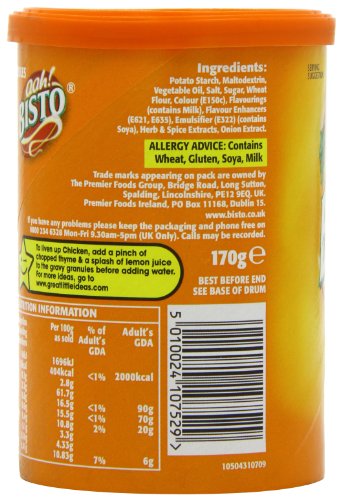 aah!
BISTO®
Ingredients:
Potato Starch, Maltodextrin,
Vegetable Oil, Salt, Sugar, Wheat
Flour, Colour (E150c), Flavourings
(contains Milk), Flavour Enhancers
(E621, E635), Emulsifier (E322) (contains
Soya), Herb & Spice Extracts, Onion Extract.
SERVING
SUGGESTION
ALLERGY ADVICE: Contains
Wheat, Gluten, Soya, Milk
Trade marks appearing on pack are owned by
The Premier Foods Group, Bridge Road, Long Sutton,
Spalding, Lincolnshire, PE12 9EQ. UK.
Premier Foods Ireland, PO Box 11188, Dublin 15.
www.bisto.co.uk
If you have any problems please keep the packaging and phone free on
0800 234 6328 Mon-Fri 9.30am-5pm (UK Only). Calls may be recorded.
To liven up Chicken, add a pinch of
chopped thyme & a splash of lemon juice
to the gravy granules before adding water.
For more ideas, go to
www.greatlittleideas.com
170g e
BEST BEFORE END
SEE BASE OF DRUM
INFORMATION
Per 100g as sold % of Adult's GDA Adult's GDA
1696kJ
404kcal <1% 2000kcal
2.8g
61.7g
16.5g <1% 90g
15.5g <1% 70g
10.8g 2% 20g
3.3g
4.33g
10.83g 7% 6g
5 010024 107529 >
10504310709